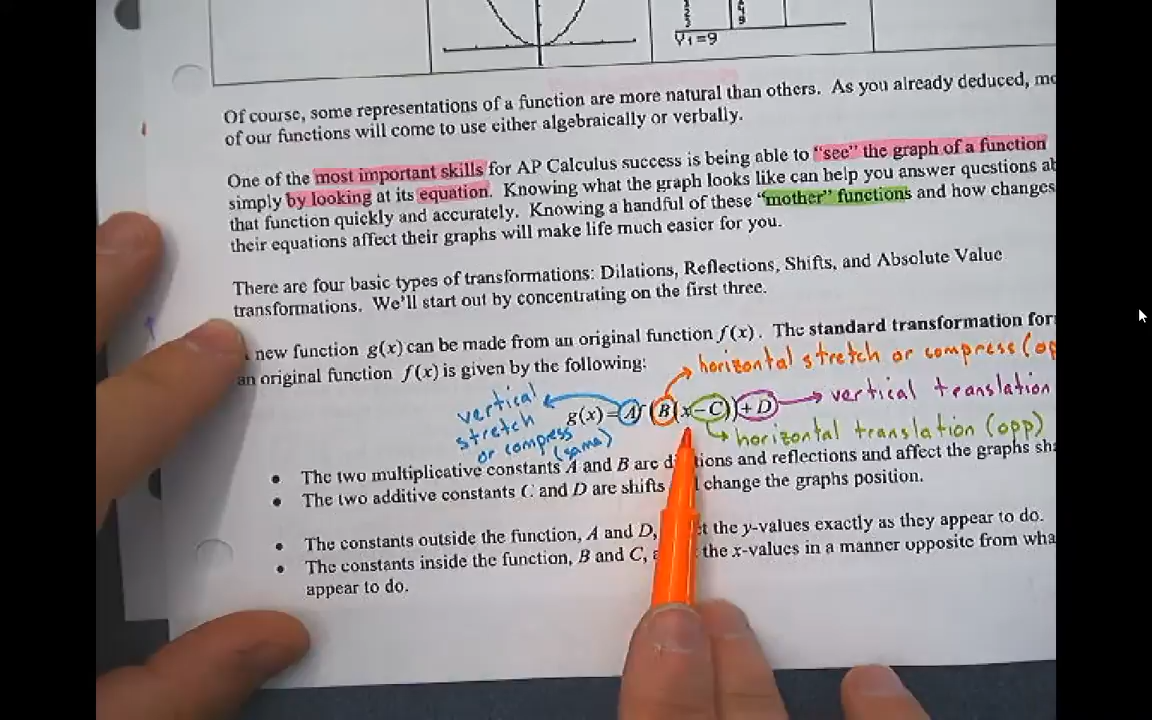 Y1=9
Of course, some representations of a function are more natural than others. As you already deduced,
of our functions will come to use either algebraically or verbally.
One of the most important skills for AP Calculus success is being able to "see" the graph of a function
simply by looking at its equation. Knowing what the graph looks like can help you answer questions
that function quickly and accurately. Knowing a handful of these "mother" functions and how changes
their equations affect their graphs will make life much easier for you.
There are four basic types of transformations: Dilations, Reflections, Shifts, and Absolute Value
transformations. We'll start out by concentrating on the first three.
new function g(x) can be made from an original function f(x). The standard transformation
an original function f(x) is given by the following:
horizontal stretch or compress (op
vertical stretch or compress (same)
g(x)=Af(B(x-C))+D
vertical translation
horizontal translation (opp)
• The two multiplicative constants A and B are and reflections and affect the graphs
• The two additive constants C and D are shifts change the graphs position.
• The constants outside the function, A and D, the y-values exactly as they appear to do.
• The constants inside the function, B and C, the x-values in a manner opposite from
appear to do.